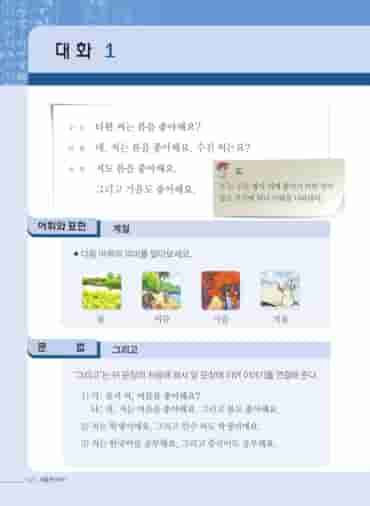 대화 1
다현 씨는 봄을 좋아해요?
네, 저는 봄을 좋아해요. 수진 씨는요?
저도 봄을 좋아해요.
그리고 가을도 좋아해요.
도
어휘와 표현 계절
다음 어휘의 의미를 알아보세요.
봄 여름 가을 겨울
문 법 그리고
'그리고'는 뒤 문장의 처음에 와서 앞 문장에 이어 이야기를 연결해 준다.
1) 가: 씨, 여름을 좋아해요?
나: 네, 저는 여름을 좋아해요. 그리고 봄도 좋아해요.
2) 저는 학생이에요. 그리고 민수 씨도 학생이에요.
3) 저는 한국어를 공부해요. 그리고 중국어도 공부해요.